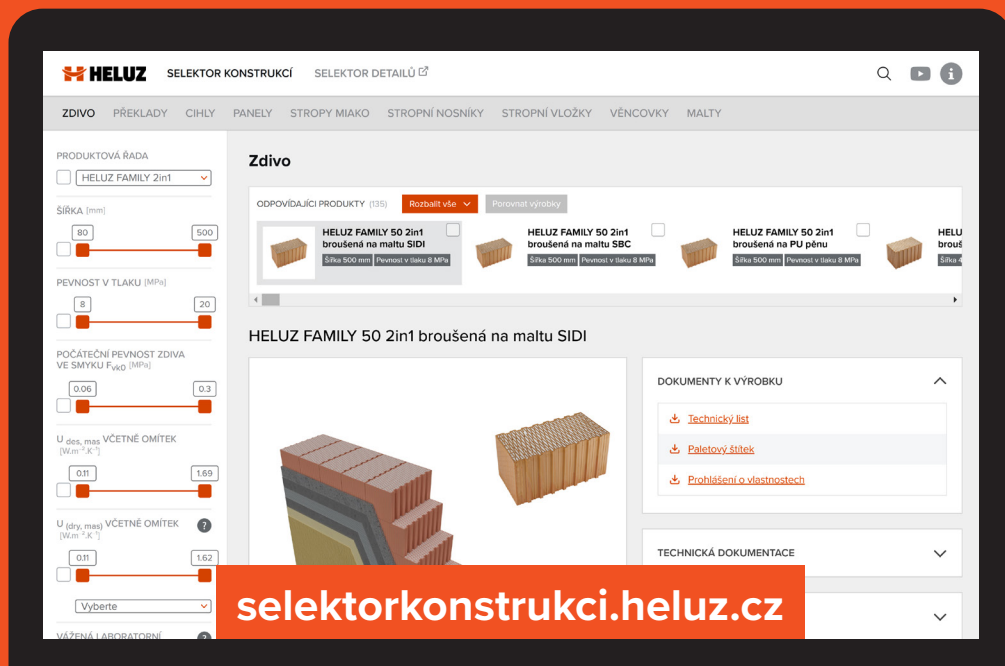 HELUZ SELEKTOR KONSTRUKCÍ SELEKTOR DETAILŮ
ZDIVO PŘEKLADY CIHLY PANELY STROPY MIAKO STROPNÍ NOSNÍKY STROPNÍ VLOŽKY VĚNCOVKY MALTY
PRODUKTOVÁ ŘADA
HELUZ FAMILY 2in1
ŠÍŘKA [mm]
80 500
PEVNOST V TLAKU [MPa]
8 20
POČÁTEČNÍ PEVNOST ZDIVA
VE SMYKU Fvk0 [MPa]
0.06 0.3
U des, mas VČETNĚ OMÍTEK
[W.m⁻².K⁻¹]
0.11 1.69
U (dry, mas) VČETNĚ OMÍTEK ?
[W.m⁻².K⁻¹]
0.11 1.62
Vyberte
VÁŽENÁ LABORATORNÍ ?
Zdivo
ODPOVÍDAJÍCÍ PRODUKTY (135) Rozbalit vše Porovnat výrobky
HELUZ FAMILY 50 2in1
broušená na maltu SIDI
Šířka 500 mm Pevnost v tlaku 8 MPa
HELUZ FAMILY 50 2in1
broušená na maltu SBC
Šířka 500 mm Pevnost v tlaku 8 MPa
HELUZ FAMILY 50 2in1
broušená na PU pěnu
Šířka 500 mm Pevnost v tlaku 8 MPa
HELU
brouš
Šířka 4
HELUZ FAMILY 50 2in1 broušená na maltu SIDI
DOKUMENTY K VÝROBKU
Technický list
Paletový štítek
Prohlášení o vlastnostech
TECHNICKÁ DOKUMENTACE
selektorkonstrukci.heluz.cz